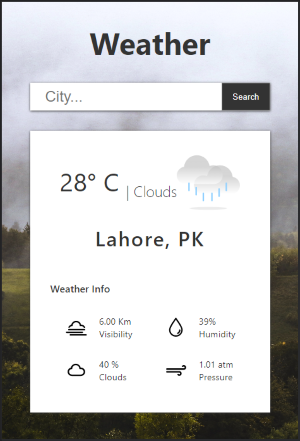 Weather
City... Search
28° C | Clouds
Lahore, PK
Weather Info
6.00 Km
Visibility
39%
Humidity
40 %
Clouds
1.01 atm
Pressure